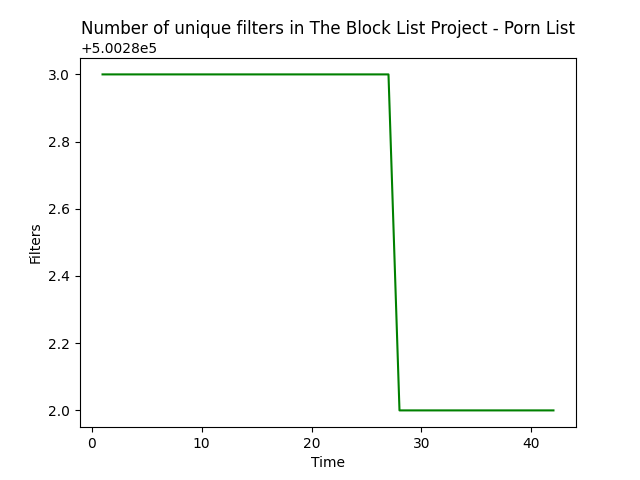 Number of unique filters in The Block List Project - Porn List
+5.0028e5
3.0
2.8
2.6
2.4
2.2
2.0
Filters
0 10 20 30 40
Time